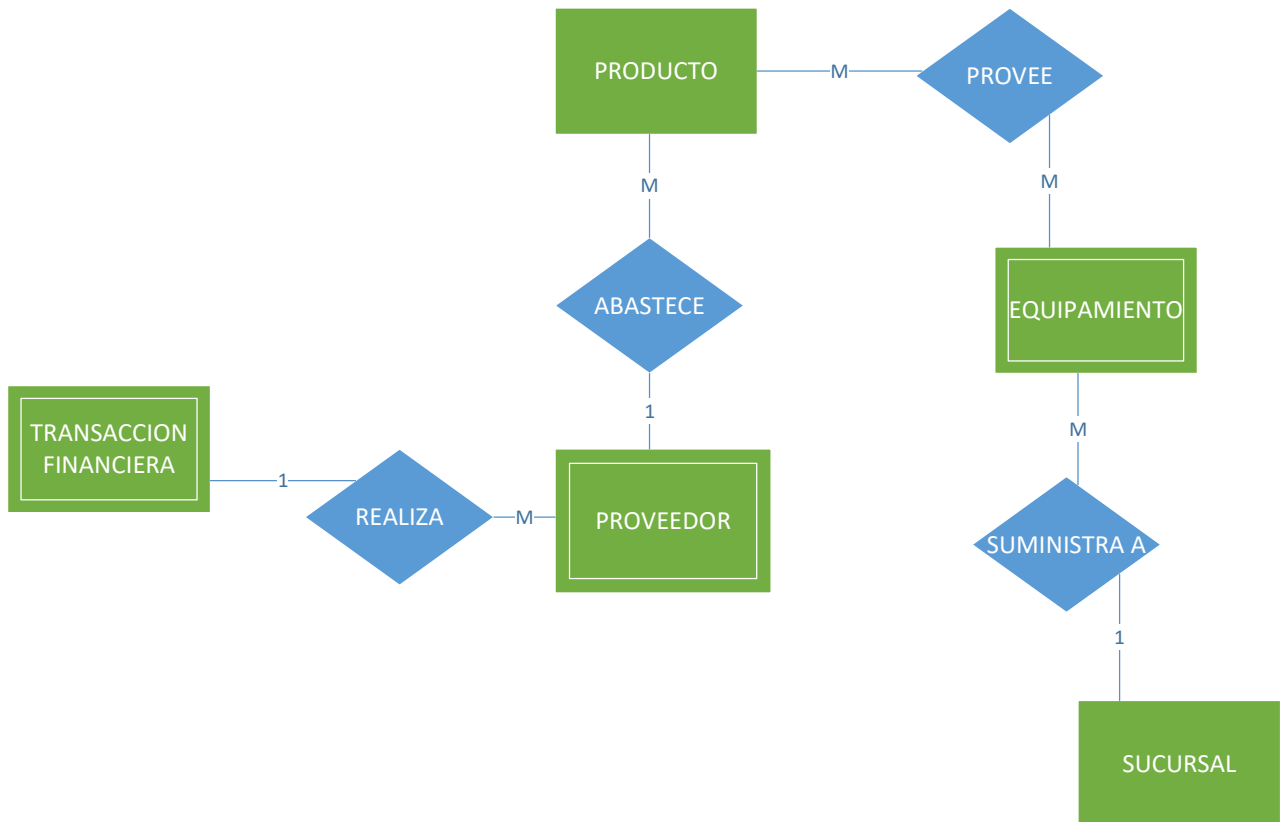 PRODUCTO
M
PROVEE
M
M
ABASTECE
EQUIPAMIENTO
1
M
TRANSACCION
FINANCIERA
1
REALIZA
M
PROVEEDOR
SUMINISTRA A
1
SUCURSAL